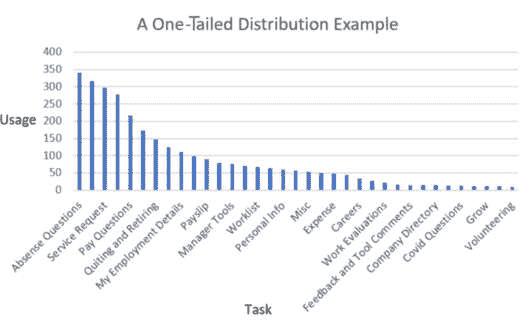 A One-Tailed Distribution Example
400
350
300
250
200
150
100
50
0
Usage
Absense Questions
Service Request
Pay Questions
Quiting and Retiring
My Employment Details
Payslip
Manager Tools
Worklist
Personal Info
Misc
Expense
Careers
Work Evaluations
Feedback and Tool Comments
Company Directory
Covid Questions
Grow
Volunteering
Task